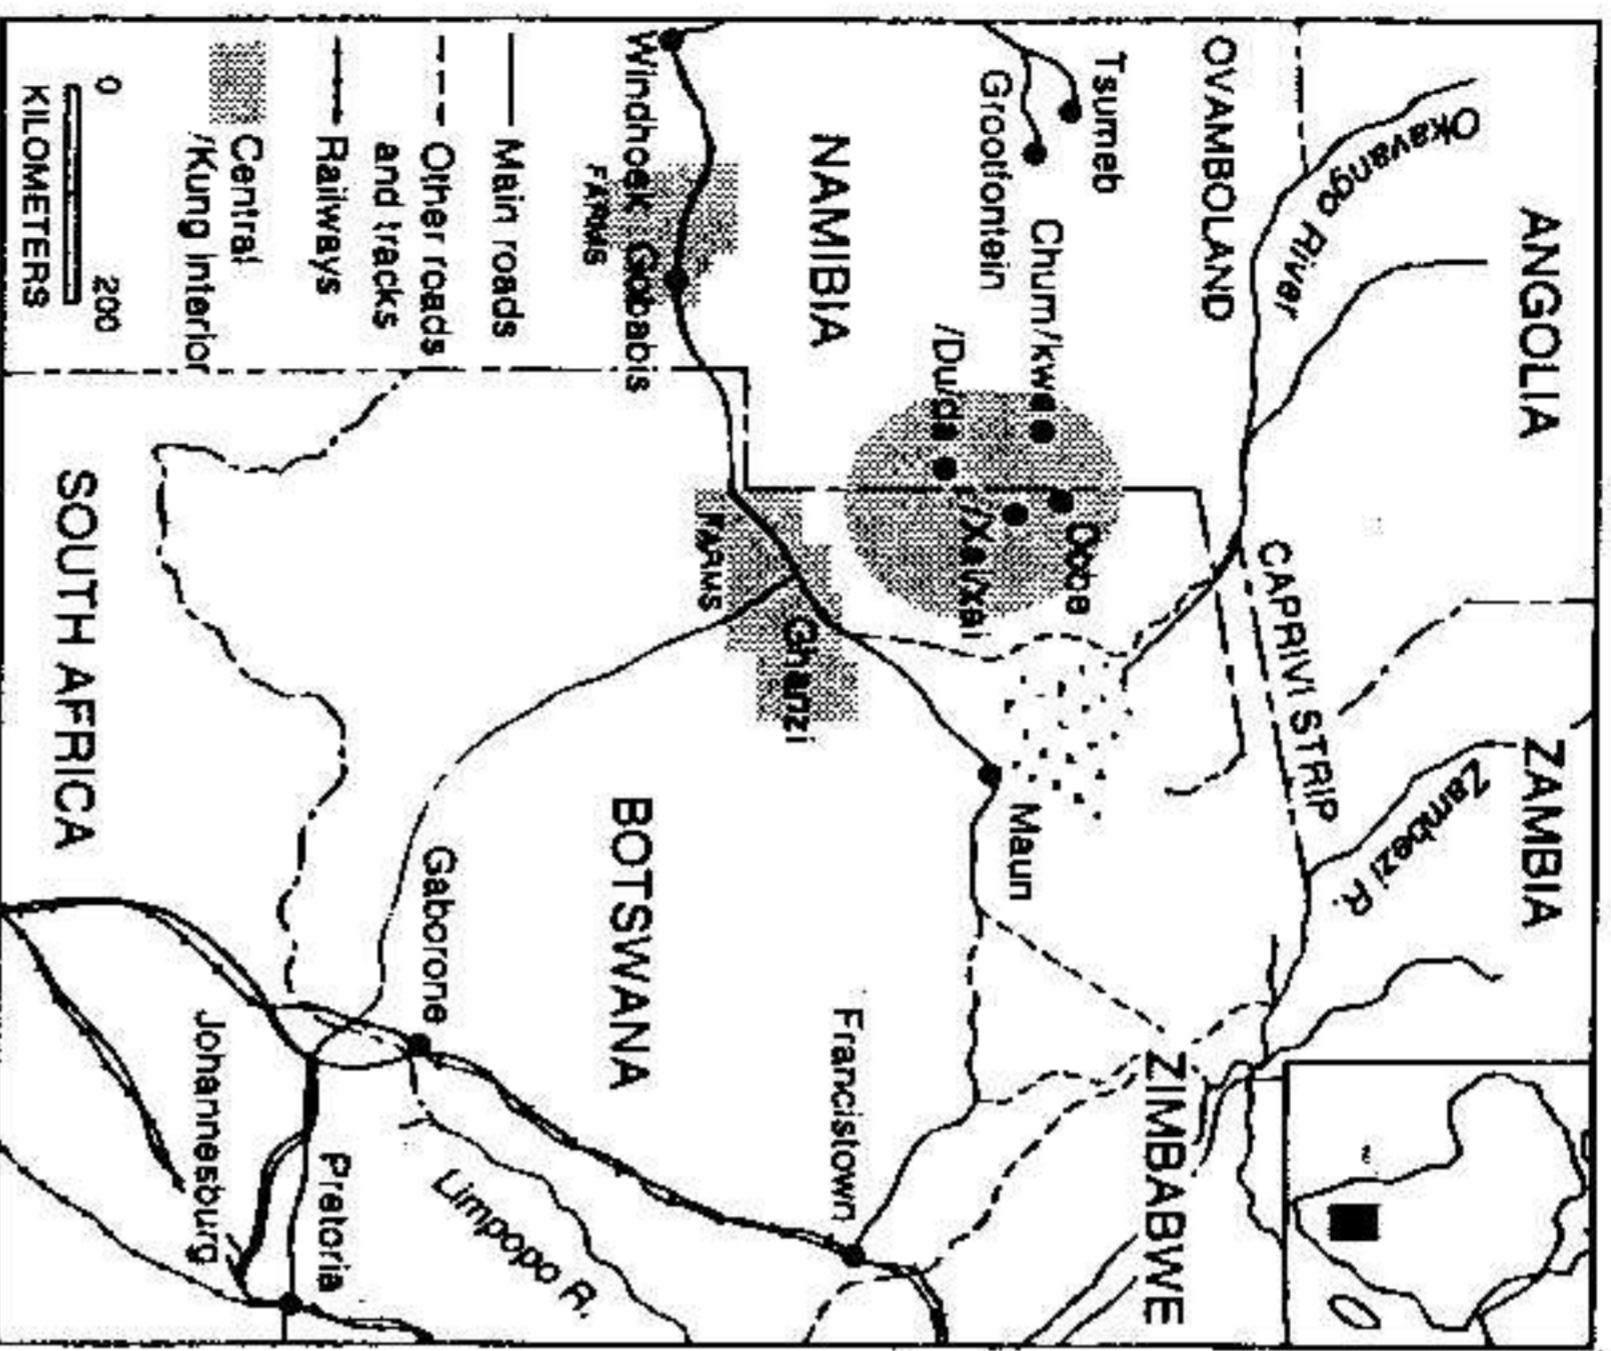 ANGOLIA
ZAMBIA
Okavango River
Zambezi R.
CAPRIVI STRIP
OVAMBOLAND
ZIMBABWE
Tsumeb
Grootfontein
Chum/kwe
Dobe
/Du/da
/Xai/xai
Maun
NAMIBIA
Francistown
Ghanzi
FARMS
Windhoek
Gobabis
FARMS
BOTSWANA
Main roads
Other roads
and tracks
Railways
Central
/Kung Interior
0 200
KILOMETERS
Gaborone
Limpopo R.
Pretoria
Johannesburg
SOUTH AFRICA